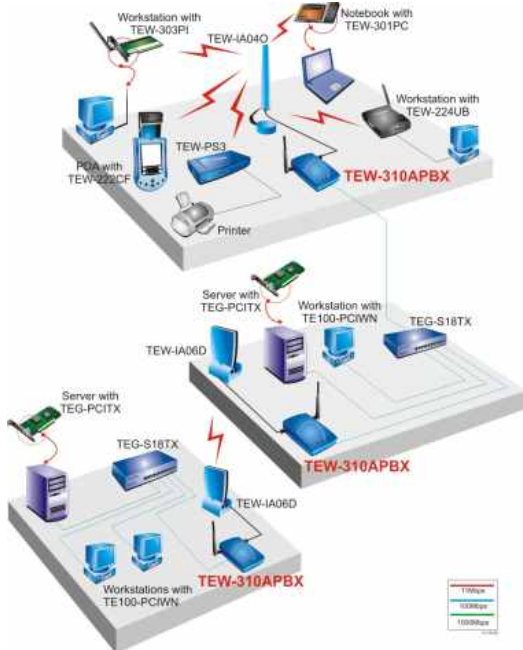 Workstation with
TEW-303PI
TEW-IA04O
Notebook with
TEW-301PC
Workstation with
TEW-224UB
PDA with
TEW-222CF
TEW-PS3
TEW-310APBX
Printer
Server with
TEG-PCITX
Workstation with
TE100-PCIWN
TEG-S18TX
TEW-IA06D
TEW-310APBX
Server with
TEG-PCITX
TEG-S18TX
TEW-IA06D
TEW-310APBX
Workstations with
TE100-PCIWN
11Mbps
100Mbps
1000Mbps